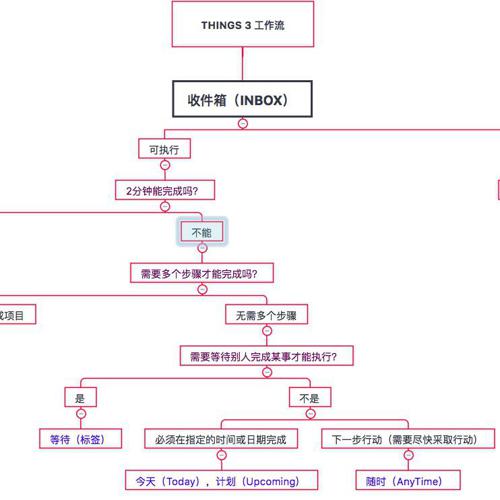 THINGS 3 工作流
收件箱（INBOX）
可执行
2分钟能完成吗？
不能
需要多个步骤才能完成吗？
成项目
无需多个步骤
需要等待别人完成某事才能执行？
是
不是
等待（标签）
必须在指定的时间或日期完成
下一步行动（需要尽快采取行动）
今天（Today），计划（Upcoming）
随时（AnyTime）